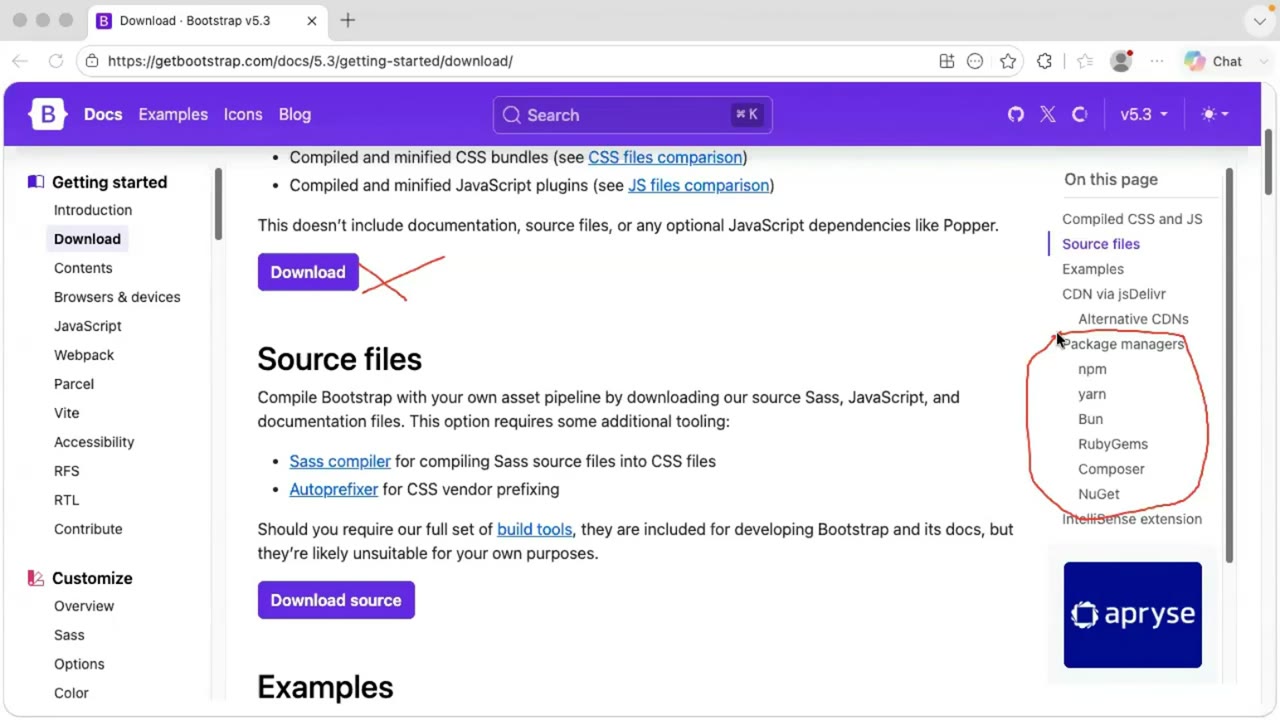 Download · Bootstrap v5.3
https://getbootstrap.com/docs/5.3/getting-started/download/
Chat
B
Docs
Examples
Icons
Blog
Search
⌘ K
v5.3
Getting started
Introduction
Download
Contents
Browsers & devices
JavaScript
Webpack
Parcel
Vite
Accessibility
RFS
RTL
Contribute
Customize
Overview
Sass
Options
Color
• Compiled and minified CSS bundles (see CSS files comparison)
• Compiled and minified JavaScript plugins (see JS files comparison)
This doesn’t include documentation, source files, or any optional JavaScript dependencies like Popper.
Download
Source files
Compile Bootstrap with your own asset pipeline by downloading our source Sass, JavaScript, and
documentation files. This option requires some additional tooling:
• Sass compiler for compiling Sass source files into CSS files
• Autoprefixer for CSS vendor prefixing
Should you require our full set of build tools, they are included for developing Bootstrap and its docs, but
they’re likely unsuitable for your own purposes.
Download source
Examples
On this page
Compiled CSS and JS
Source files
Examples
CDN via jsDelivr
Alternative CDNs
Package managers
npm
yarn
Bun
RubyGems
Composer
NuGet
IntelliSense extension
apryse